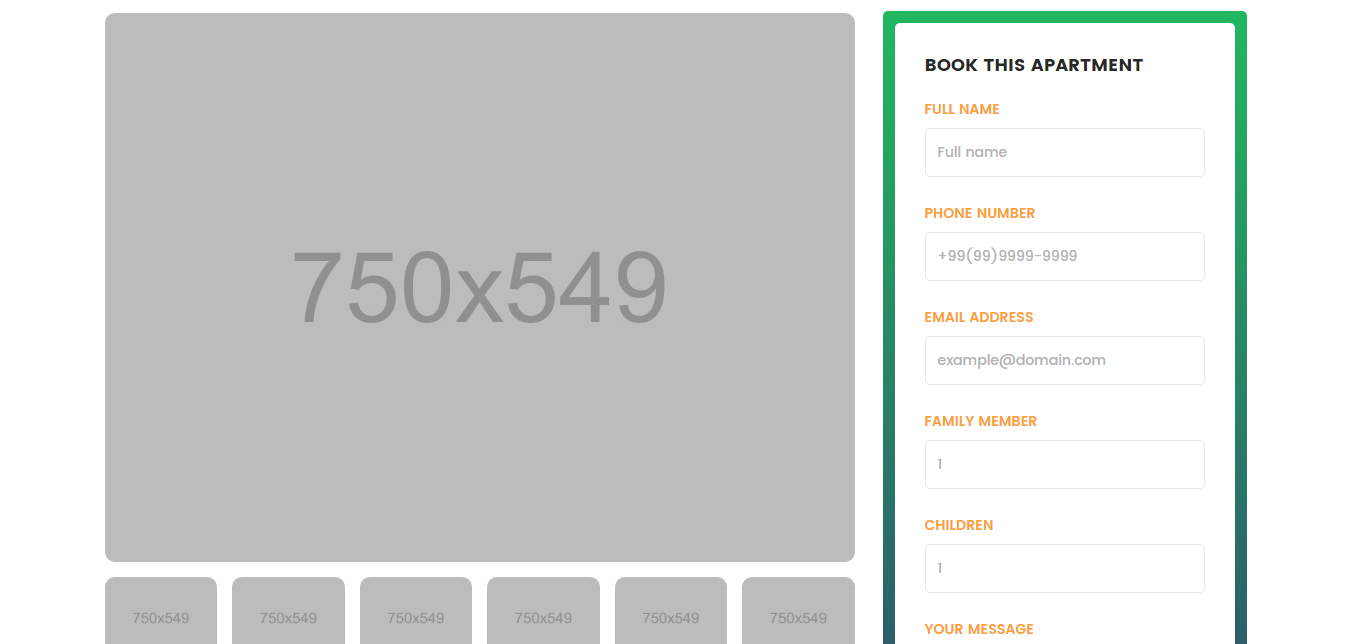 750x549
750x549
750x549
750x549
750x549
750x549
750x549
BOOK THIS APARTMENT
FULL NAME
Full name
PHONE NUMBER
+99(99)9999-9999
EMAIL ADDRESS
example@domain.com
FAMILY MEMBER
1
CHILDREN
1
YOUR MESSAGE